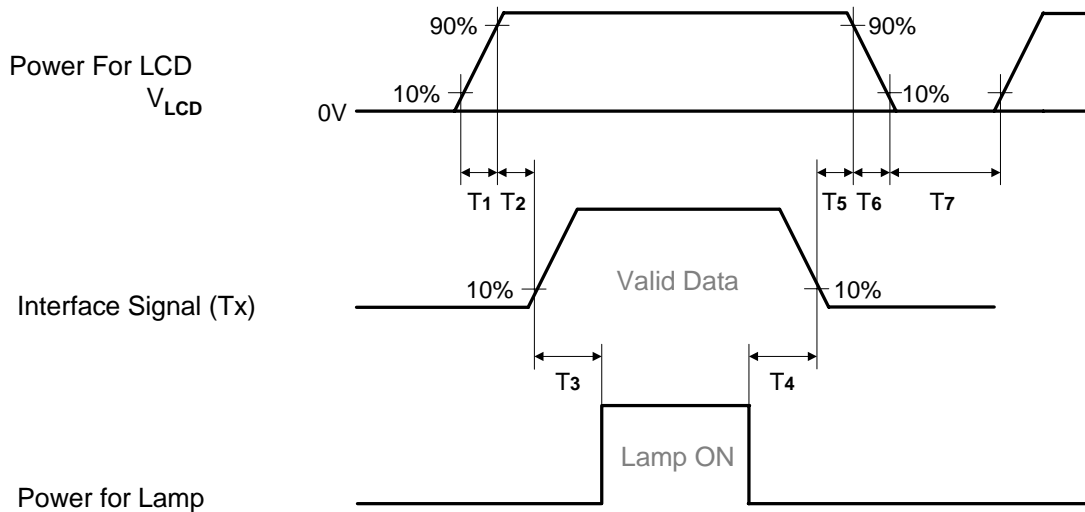 90%
90%
Power For LCD
VLCD
10%
10%
0V
T1 T2
T5 T6 T7
Valid Data
10%
10%
Interface Signal (Tx)
T3
T4
Lamp ON
Power for Lamp